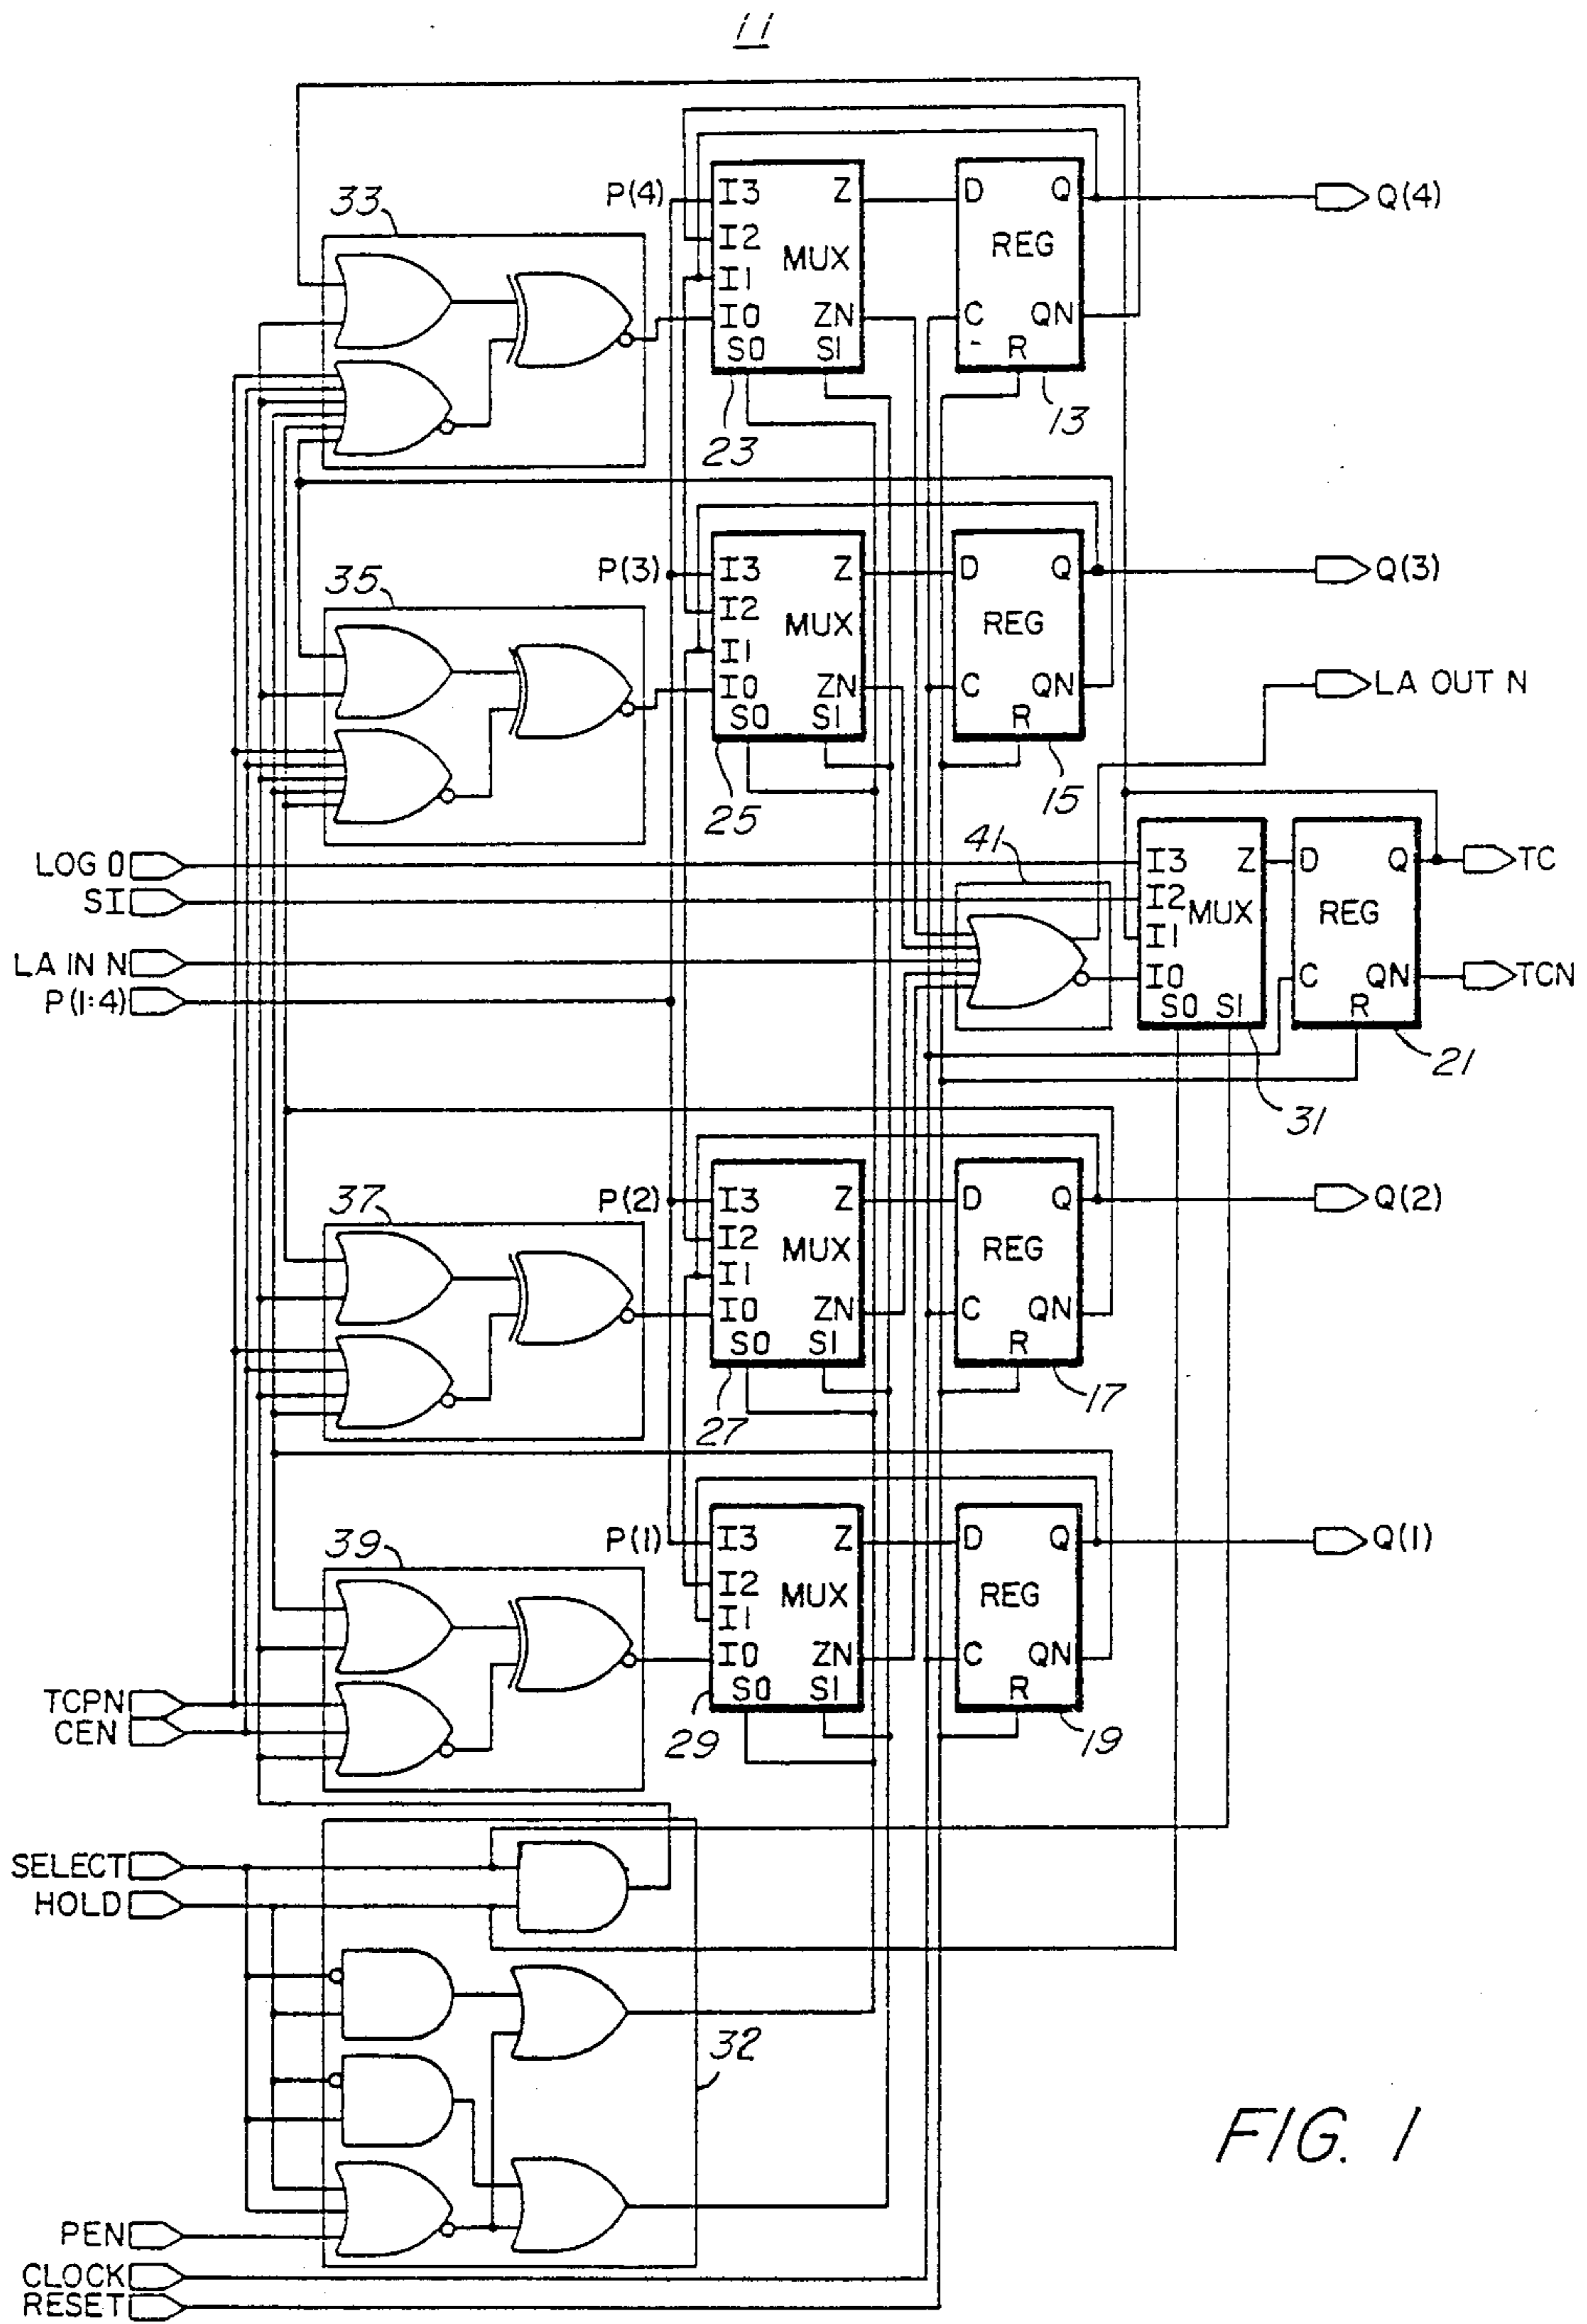 11
33
P(4)
I3 Z
I2 MUX
I1
I0 ZN
S0 S1
23
D Q
REG
C QN
R
13
Q(4)
35
P(3)
I3 Z
I2 MUX
I1
I0 ZN
S0 S1
25
D Q
REG
C QN
R
15
Q(3)
LA OUT N
LOG 0
SI
LA IN N
P(1:4)
41
I3 Z
I2 MUX
I1
I0
S0 S1
31
D Q
REG
C QN
R
21
TC
TCN
37
P(2)
I3 Z
I2 MUX
I1
I0 ZN
S0 S1
27
D Q
REG
C QN
R
17
Q(2)
39
P(1)
I3 Z
I2 MUX
I1
I0 ZN
S0 S1
29
D Q
REG
C QN
R
19
Q(1)
TCPN
CEN
SELECT
HOLD
32
PEN
CLOCK
RESET
FIG. 1